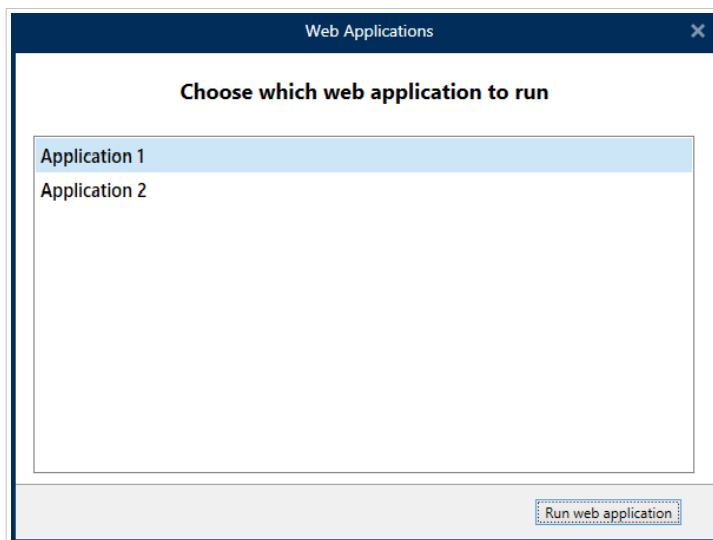 Web Applications
Choose which web application to run
Application 1
Application 2
Run web application